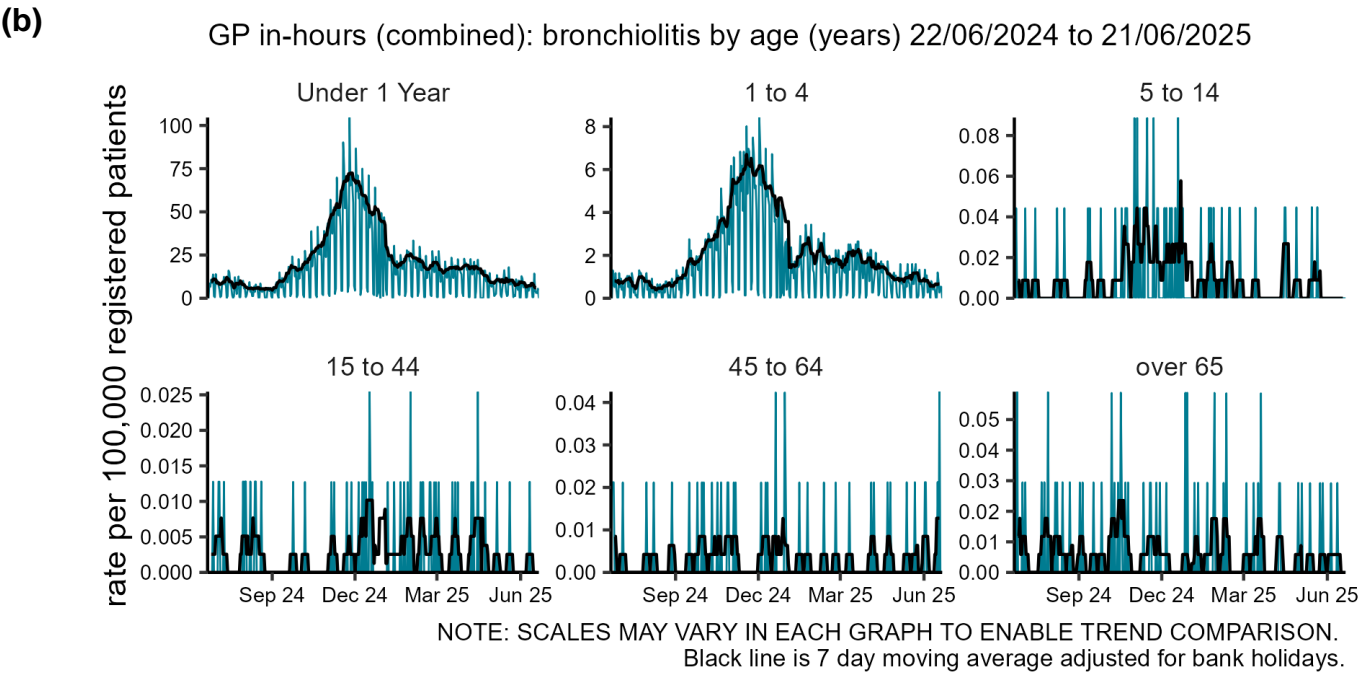 (b)
GP in-hours (combined): bronchiolitis by age (years) 22/06/2024 to 21/06/2025
rate per 100,000 registered patients
Under 1 Year
100
75
50
25
0
1 to 4
8
6
4
2
0
5 to 14
0.08
0.06
0.04
0.02
0.00
15 to 44
0.025
0.020
0.015
0.010
0.005
0.000
Sep 24 Dec 24 Mar 25 Jun 25
45 to 64
0.04
0.03
0.02
0.01
0.00
Sep 24 Dec 24 Mar 25 Jun 25
over 65
0.05
0.04
0.03
0.02
0.01
0.00
Sep 24 Dec 24 Mar 25 Jun 25
NOTE: SCALES MAY VARY IN EACH GRAPH TO ENABLE TREND COMPARISON.
Black line is 7 day moving average adjusted for bank holidays.